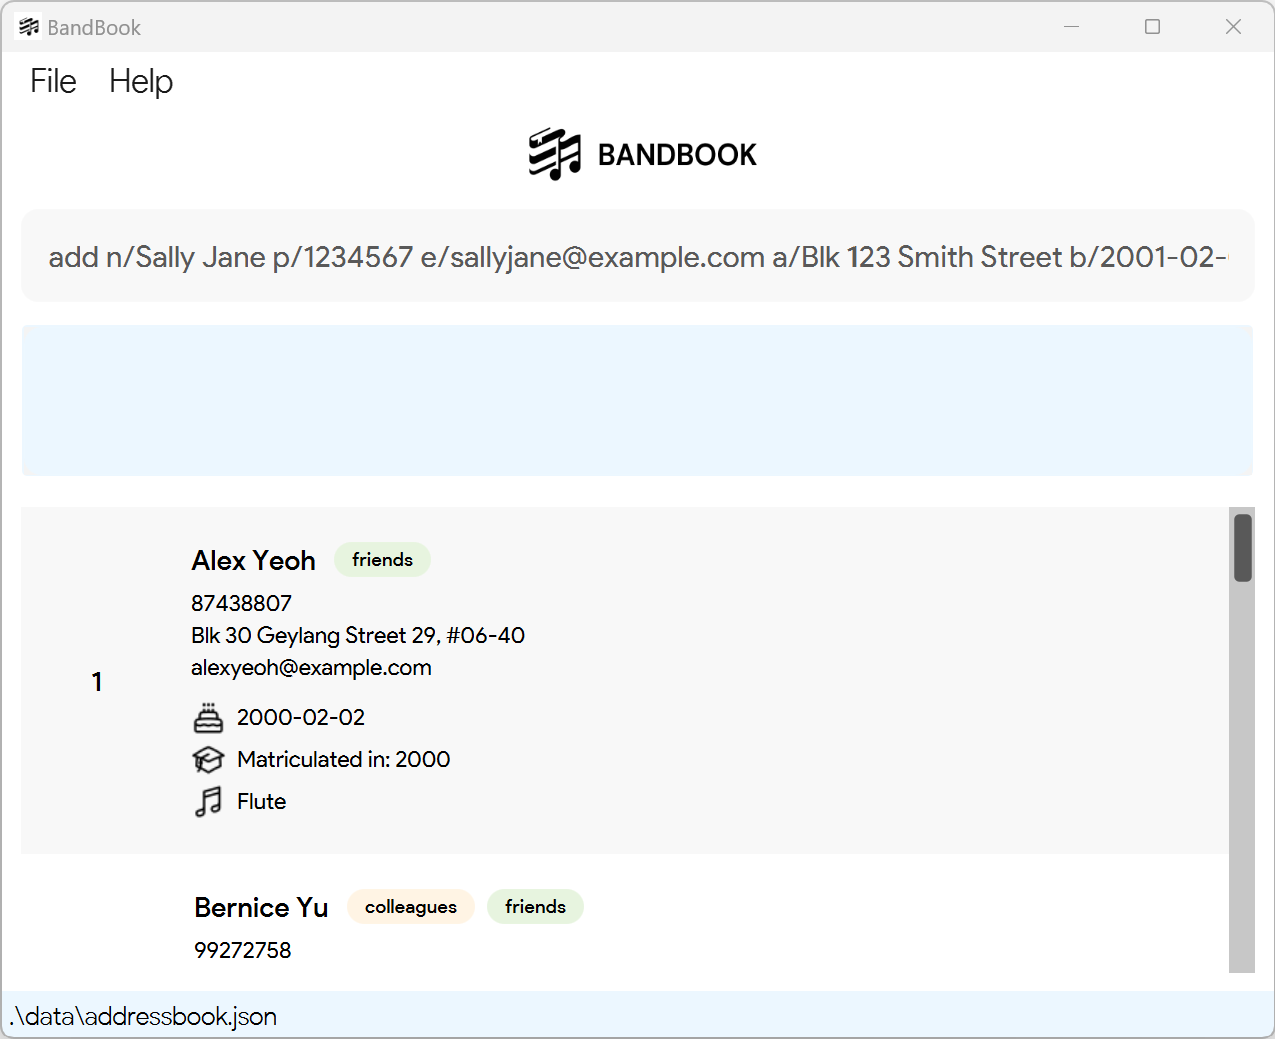 BandBook
File Help
BANDBOOK
add n/Sally Jane p/1234567 e/sallyjane@example.com a/Blk 123 Smith Street b/2001-02-
Alex Yeoh friends
87438807
Blk 30 Geylang Street 29, #06-40
alexyeoh@example.com
1
2000-02-02
Matriculated in: 2000
Flute
Bernice Yu colleagues friends
99272758
.\data\addressbook.json